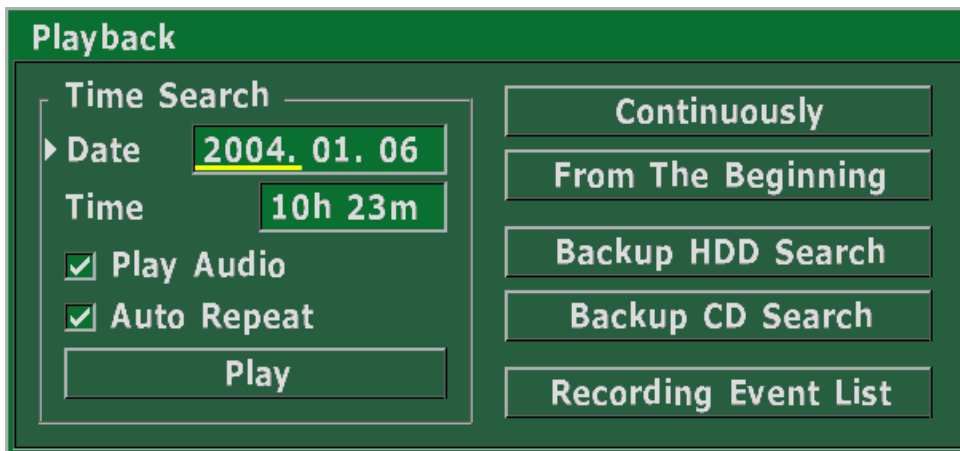 Playback
Time Search
Date 2004. 01. 06
Time 10h 23m
Play Audio
Auto Repeat
Play
Continuously
From The Beginning
Backup HDD Search
Backup CD Search
Recording Event List